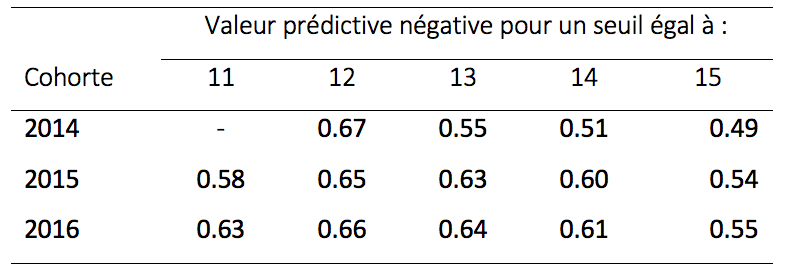 Valeur prédictive négative pour un seuil égal à :
Cohorte 11 12 13 14 15
2014 - 0.67 0.55 0.51 0.49
2015 0.58 0.65 0.63 0.60 0.54
2016 0.63 0.66 0.64 0.61 0.55